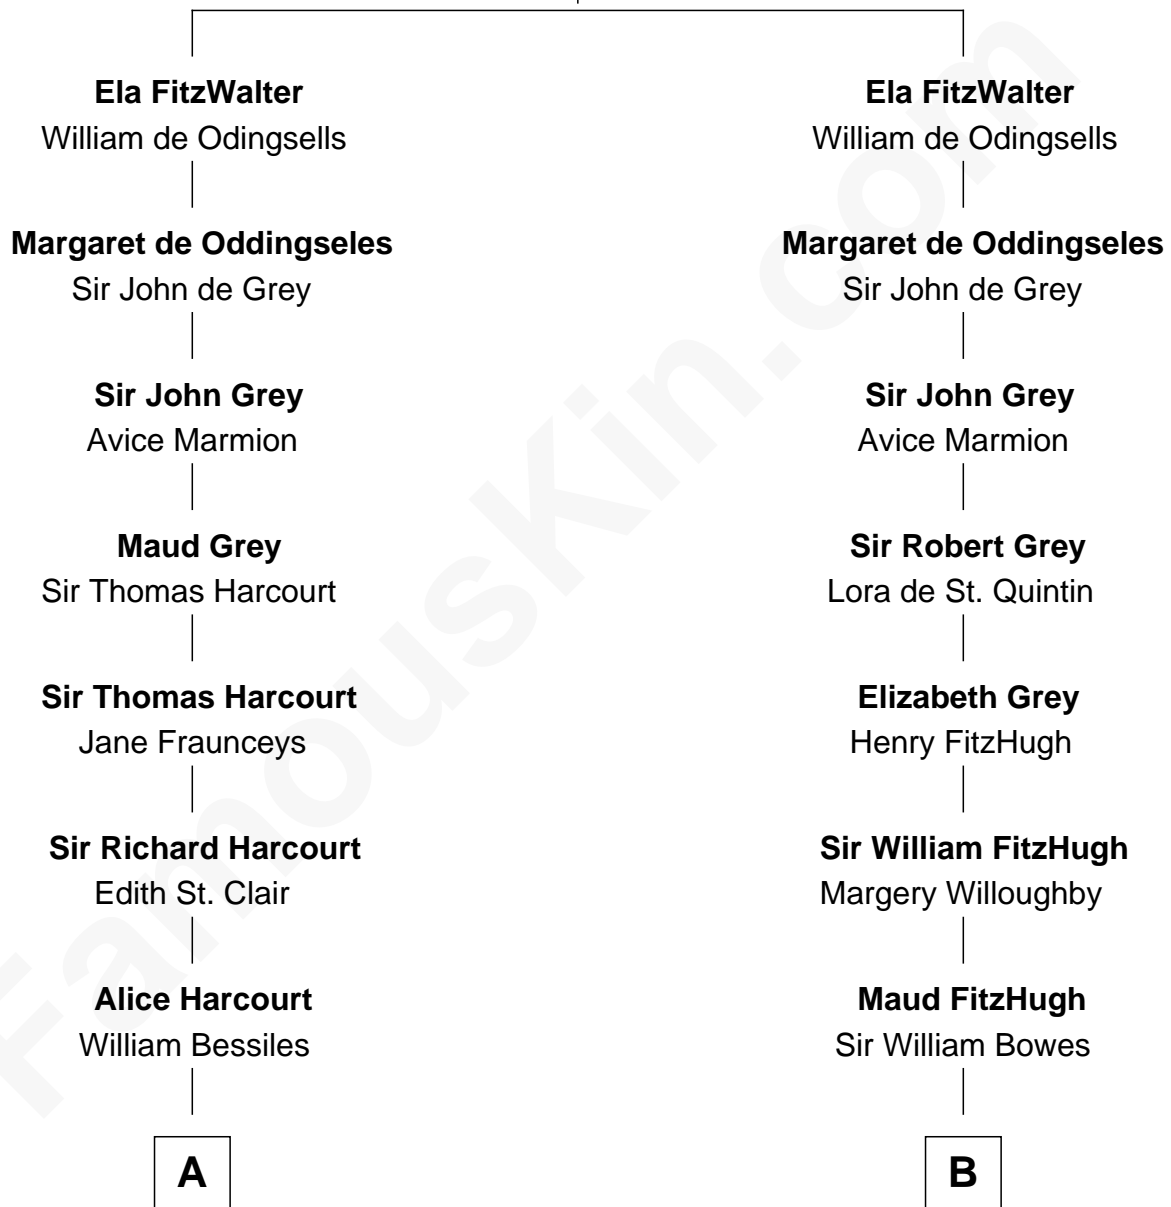 Ela FitzWalter
William de Odingsells
Margaret de Oddingseles
Sir John de Grey
Sir John Grey
Avice Marmion
Maud Grey
Sir Thomas Harcourt
Sir Thomas Harcourt
Jane Fraunceys
Sir Richard Harcourt
Edith St. Clair
Alice Harcourt
William Bessiles
A
Ela FitzWalter
William de Odingsells
Margaret de Oddingseles
Sir John de Grey
Sir John Grey
Avice Marmion
Sir Robert Grey
Lora de St. Quintin
Elizabeth Grey
Henry FitzHugh
Sir William FitzHugh
Margery Willoughby
Maud FitzHugh
Sir William Bowes
B
FamousKin.com